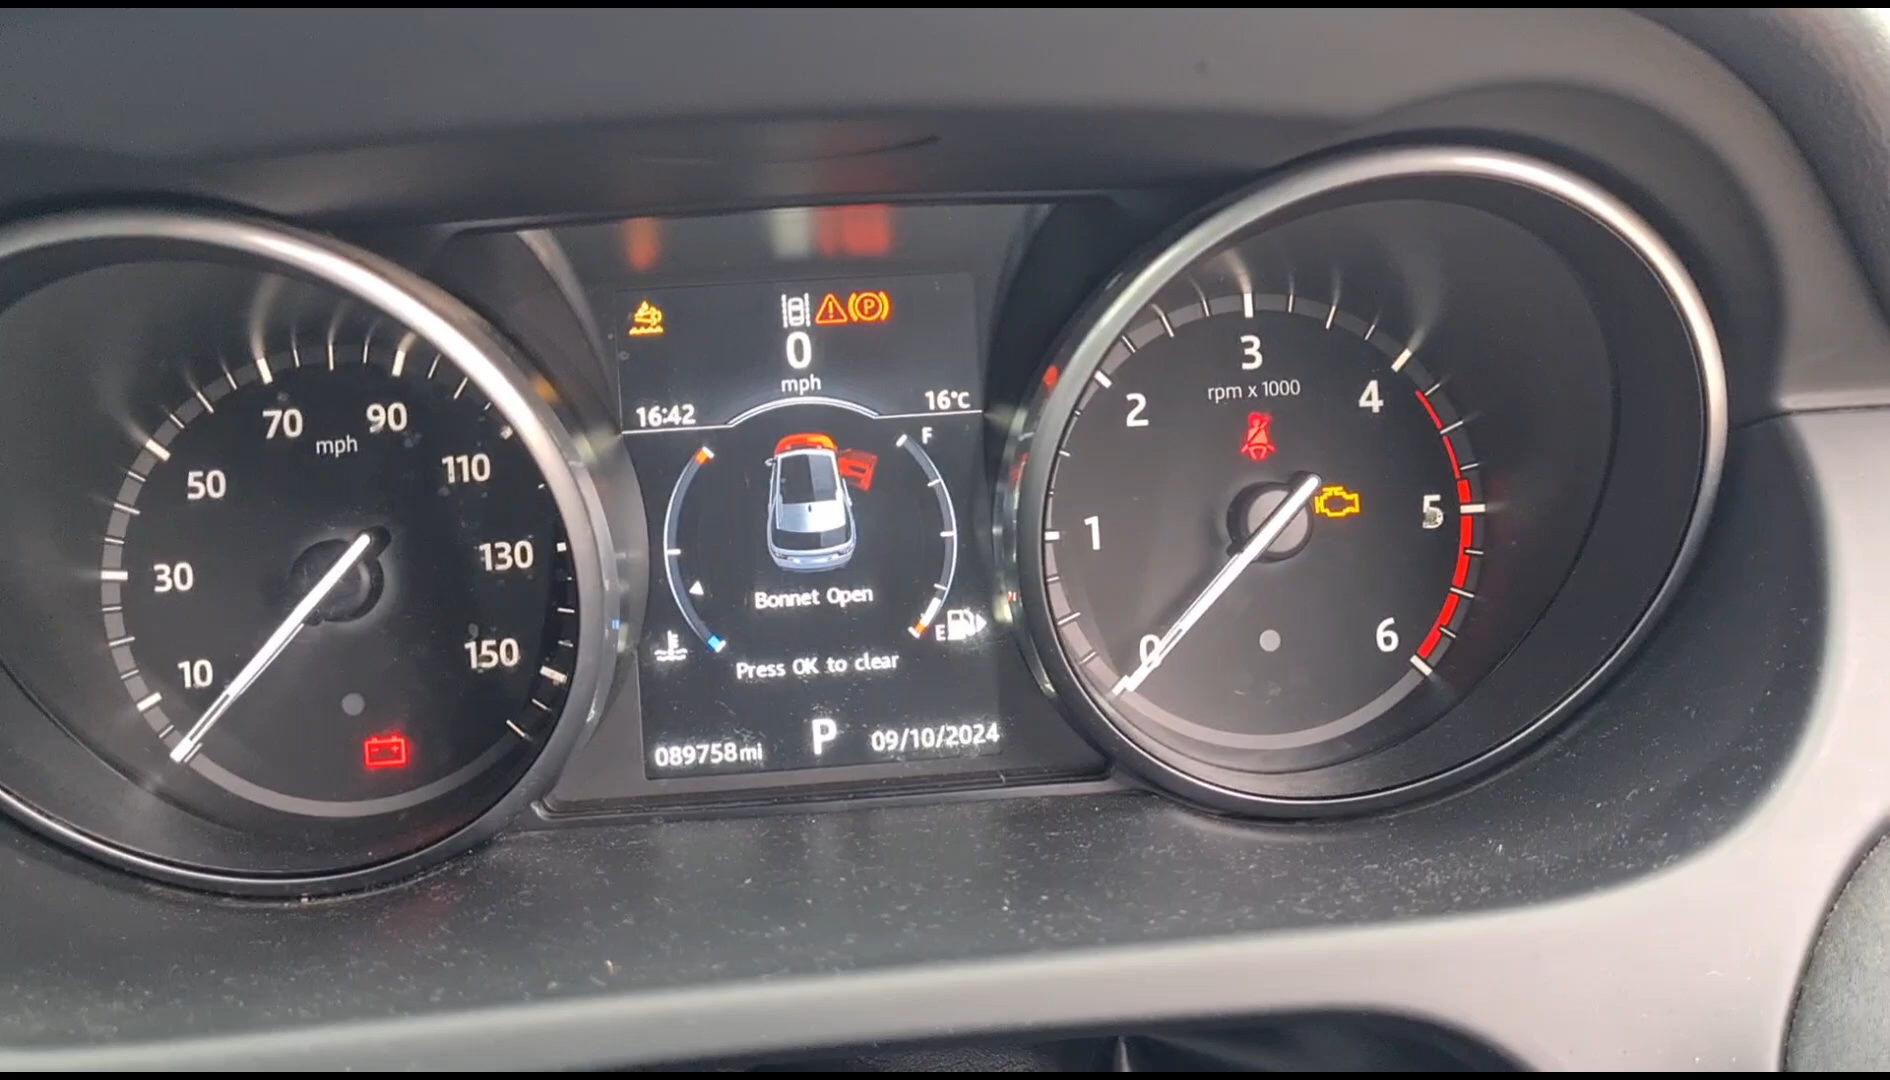 10
30
50
70
90
110
130
150
mph
0
mph
16:42
16°C
F
E
Bonnet Open
Press OK to clear
089758mi
P
09/10/2024
0
1
2
3
4
5
6
rpm x 1000
P